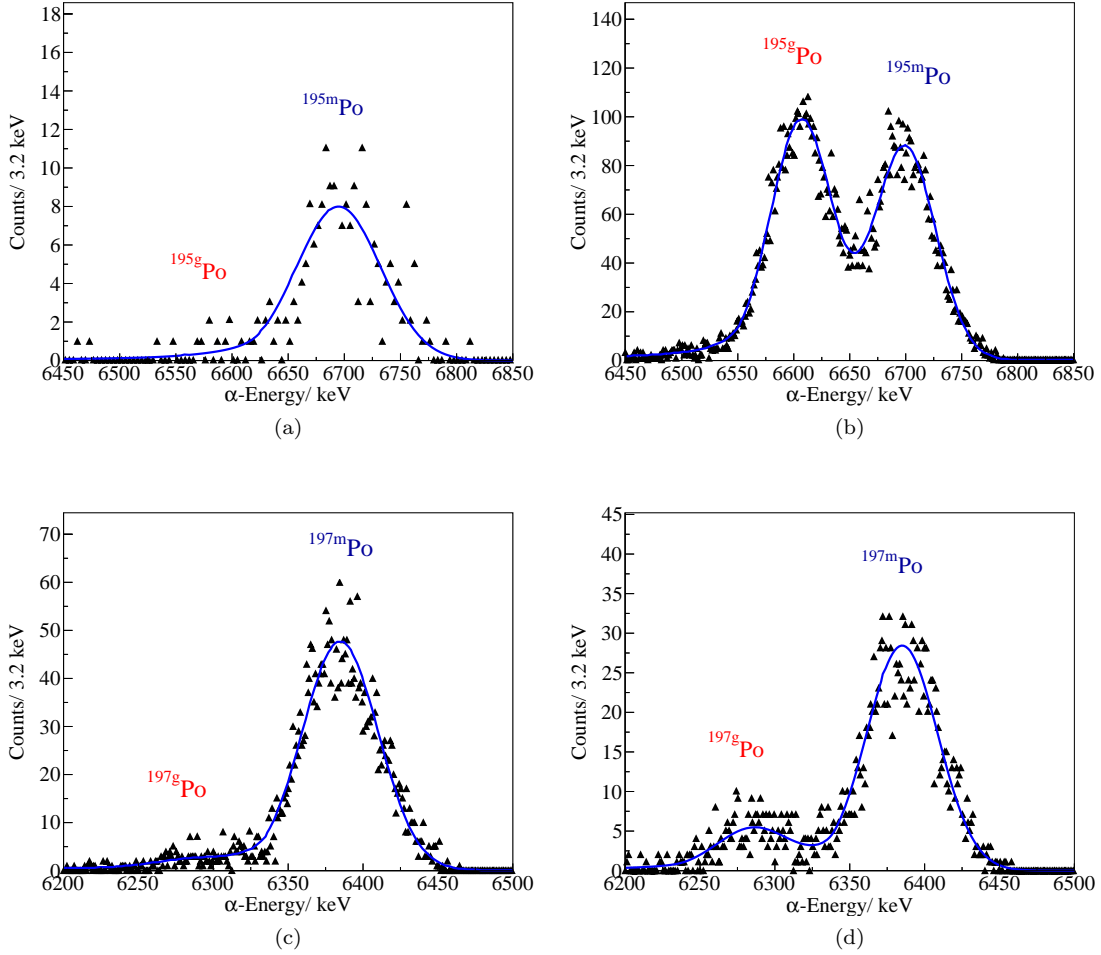 18
16
14
12
10
8
6
4
2
0
Counts/ 3.2 keV
195mPo
195gPo
6450 6500 6550 6600 6650 6700 6750 6800 6850
α-Energy/ keV
(a)
140
120
100
80
60
40
20
0
Counts/ 3.2 keV
195gPo
195mPo
6450 6500 6550 6600 6650 6700 6750 6800 6850
α-Energy/ keV
(b)
70
60
50
40
30
20
10
0
Counts/ 3.2 keV
197mPo
197gPo
6200 6250 6300 6350 6400 6450 6500
α-Energy/ keV
(c)
45
40
35
30
25
20
15
10
5
0
Counts/ 3.2 keV
197mPo
197gPo
6200 6250 6300 6350 6400 6450 6500
α-Energy/ keV
(d)